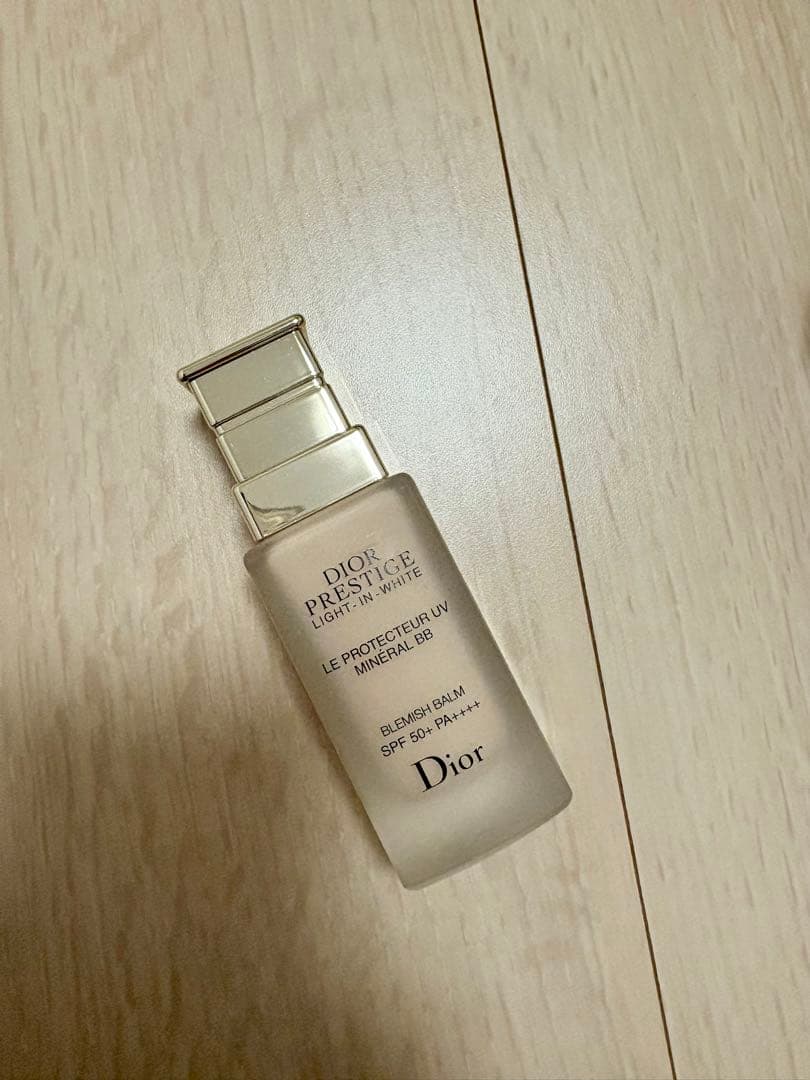 DIOR
PRESTIGE
LIGHT-IN-WHITE
LE PROTECTEUR UV
MINÉRAL BB
BLEMISH BALM
SPF 50+ PA++++
Dior